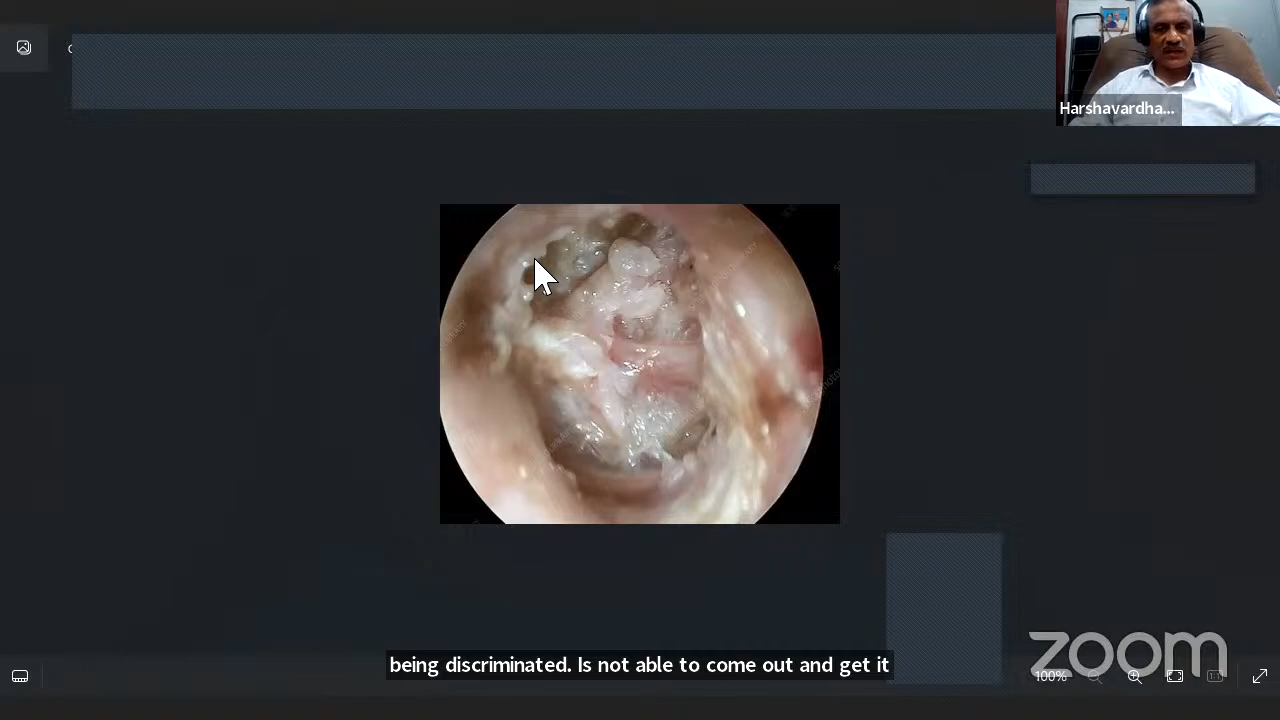 Harshavardha...
being discriminated. Is not able to come out and get it
zoom
100%